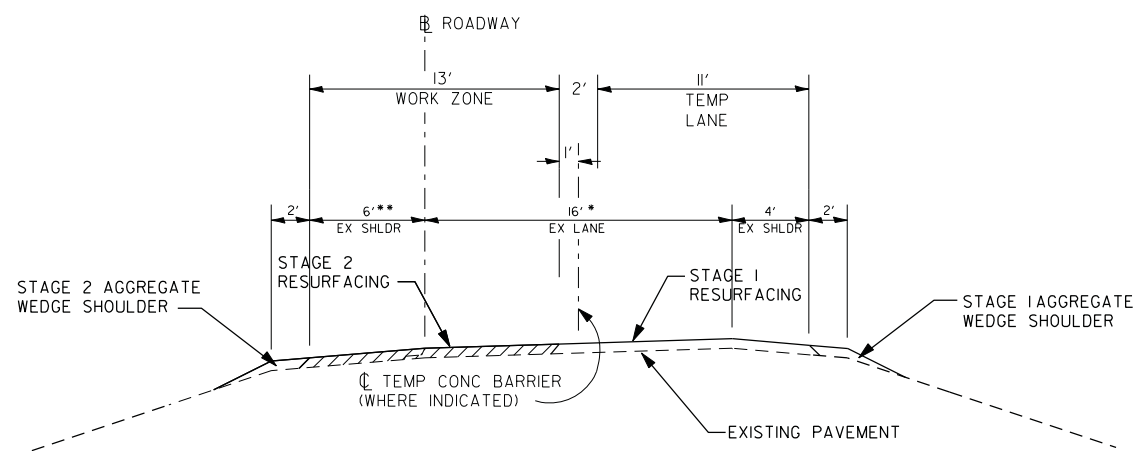 ℄ ROADWAY
13'
WORK ZONE
2'
11'
TEMP
LANE
1'
2'
6'**
EX SHLDR
16'*
EX LANE
4'
EX SHLDR
2'
STAGE 2
RESURFACING
STAGE 1
RESURFACING
STAGE 2 AGGREGATE
WEDGE SHOULDER
STAGE 1 AGGREGATE
WEDGE SHOULDER
℄ TEMP CONC BARRIER
(WHERE INDICATED)
EXISTING PAVEMENT